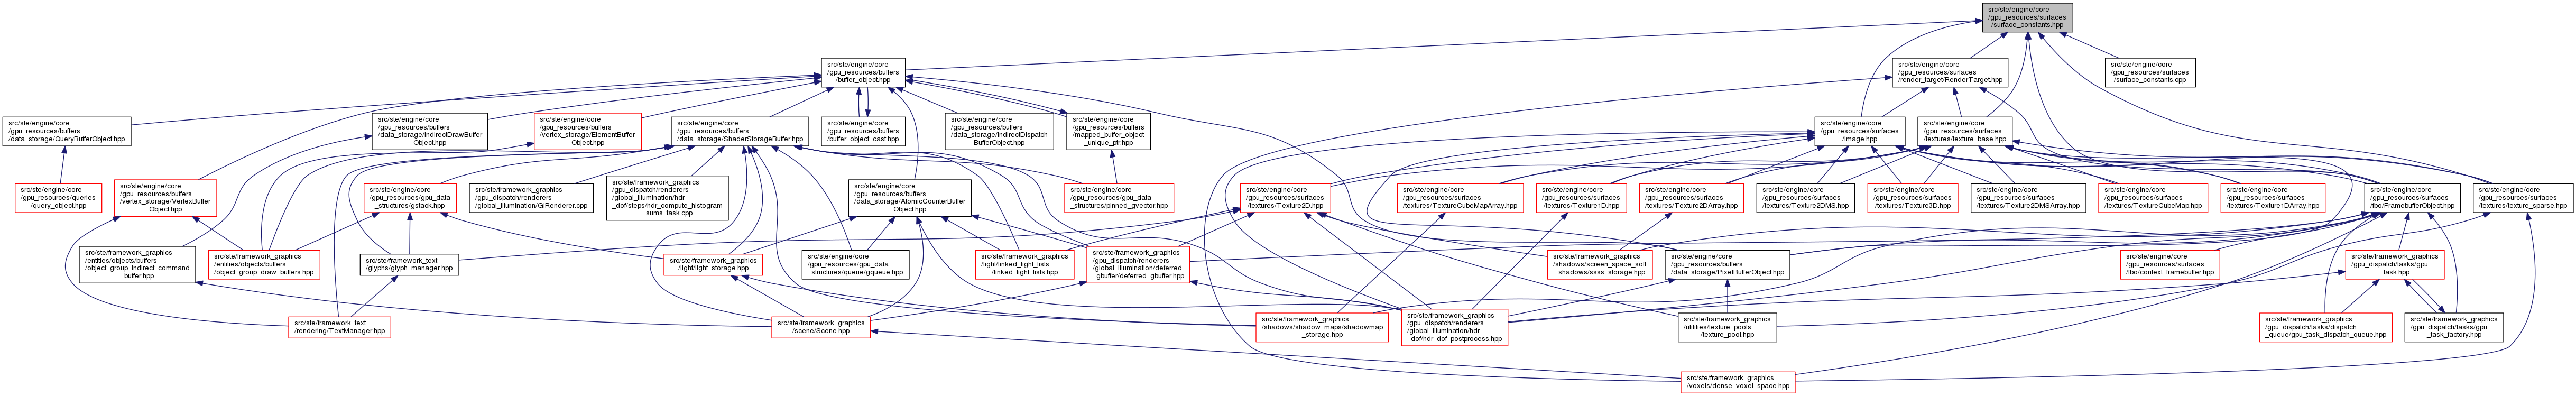 src/ste/engine/core
/gpu_resources/surfaces
/surface_constants.hpp
src/ste/engine/core
/gpu_resources/buffers
/buffer_object.hpp
src/ste/engine/core
/gpu_resources/surfaces
/render_target/RenderTarget.hpp
src/ste/engine/core
/gpu_resources/surfaces
/surface_constants.cpp
src/ste/engine/core
/gpu_resources/buffers
/data_storage/QueryBufferObject.hpp
src/ste/engine/core
/gpu_resources/buffers
/data_storage/IndirectDrawBuffer
Object.hpp
src/ste/engine/core
/gpu_resources/buffers
/vertex_storage/ElementBuffer
Object.hpp
src/ste/engine/core
/gpu_resources/buffers
/data_storage/ShaderStorageBuffer.hpp
src/ste/engine/core
/gpu_resources/buffers
/buffer_object_cast.hpp
src/ste/engine/core
/gpu_resources/buffers
/data_storage/IndirectDispatch
BufferObject.hpp
src/ste/engine/core
/gpu_resources/buffers
/mapped_buffer_object
_unique_ptr.hpp
src/ste/engine/core
/gpu_resources/surfaces
/image.hpp
src/ste/engine/core
/gpu_resources/surfaces
/textures/texture_base.hpp
src/ste/engine/core
/gpu_resources/queries
/query_object.hpp
src/ste/engine/core
/gpu_resources/buffers
/vertex_storage/VertexBuffer
Object.hpp
src/ste/engine/core
/gpu_resources/gpu_data
_structures/gstack.hpp
src/ste/framework_graphics
/gpu_dispatch/renderers
/global_illumination/GIRenderer.cpp
src/ste/framework_graphics
/gpu_dispatch/renderers
/global_illumination/hdr
_dof/steps/hdr_compute_histogram
_sums_task.cpp
src/ste/engine/core
/gpu_resources/buffers
/data_storage/AtomicCounterBuffer
Object.hpp
src/ste/engine/core
/gpu_resources/gpu_data
_structures/pinned_gvector.hpp
src/ste/engine/core
/gpu_resources/surfaces
/textures/Texture2D.hpp
src/ste/engine/core
/gpu_resources/surfaces
/textures/TextureCubeMapArray.hpp
src/ste/engine/core
/gpu_resources/surfaces
/textures/Texture1D.hpp
src/ste/engine/core
/gpu_resources/surfaces
/textures/Texture2DArray.hpp
src/ste/engine/core
/gpu_resources/surfaces
/textures/Texture2DMS.hpp
src/ste/engine/core
/gpu_resources/surfaces
/textures/Texture3D.hpp
src/ste/engine/core
/gpu_resources/surfaces
/textures/Texture2DMSArray.hpp
src/ste/engine/core
/gpu_resources/surfaces
/textures/TextureCubeMap.hpp
src/ste/engine/core
/gpu_resources/surfaces
/textures/Texture1DArray.hpp
src/ste/engine/core
/gpu_resources/surfaces
/fbo/FramebufferObject.hpp
src/ste/engine/core
/gpu_resources/surfaces
/textures/texture_sparse.hpp
src/ste/framework_graphics
/entities/objects/buffers
/object_group_indirect_command
_buffer.hpp
src/ste/framework_graphics
/entities/objects/buffers
/object_group_draw_buffers.hpp
src/ste/framework_text
/glyphs/glyph_manager.hpp
src/ste/framework_graphics
/light/light_storage.hpp
src/ste/engine/core
/gpu_resources/gpu_data
_structures/queue/gqueue.hpp
src/ste/framework_graphics
/light/linked_light_lists
/linked_light_lists.hpp
src/ste/framework_graphics
/gpu_dispatch/renderers
/global_illumination/deferred
_gbuffer/deferred_gbuffer.hpp
src/ste/framework_graphics
/shadows/screen_space_soft
_shadows/ssss_storage.hpp
src/ste/engine/core
/gpu_resources/buffers
/data_storage/PixelBufferObject.hpp
src/ste/engine/core
/gpu_resources/surfaces
/fbo/context_framebuffer.hpp
src/ste/framework_graphics
/gpu_dispatch/tasks/gpu
_task.hpp
src/ste/framework_text
/rendering/TextManager.hpp
src/ste/framework_graphics
/scene/Scene.hpp
src/ste/framework_graphics
/shadows/shadow_maps/shadowmap
_storage.hpp
src/ste/framework_graphics
/gpu_dispatch/renderers
/global_illumination/hdr
_dof/hdr_dof_postprocess.hpp
src/ste/framework_graphics
/utilities/texture_pools
/texture_pool.hpp
src/ste/framework_graphics
/gpu_dispatch/tasks/dispatch
_queue/gpu_task_dispatch_queue.hpp
src/ste/framework_graphics
/gpu_dispatch/tasks/gpu
_task_factory.hpp
src/ste/framework_graphics
/voxels/dense_voxel_space.hpp